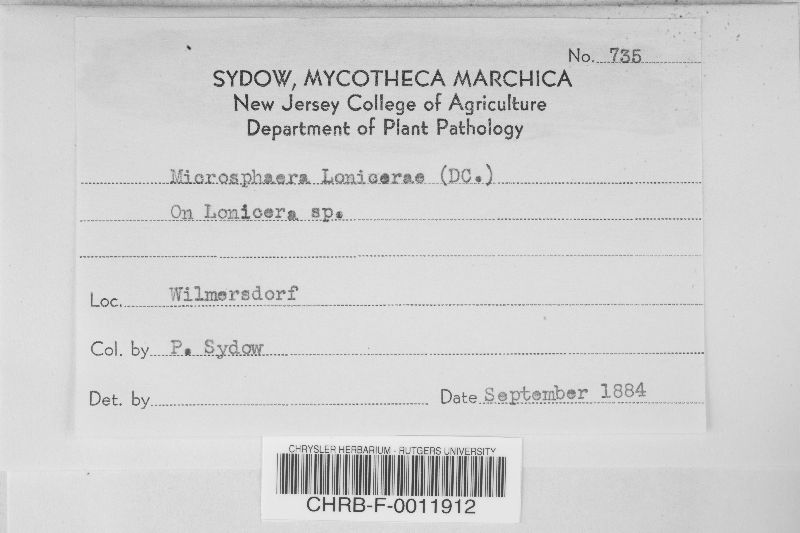 No. 735
SYDOW, MYCOTHECA MARCHICA
New Jersey College of Agriculture
Department of Plant Pathology
Microsphaera Lonicerae (DC.)
On Lonicera sp.
Loc. Wilmersdorf
Col. by P. Sydow
Det. by
Date September 1884
CHRYSLER HERBARIUM - RUTGERS UNIVERSITY
CHRB-F-0011912